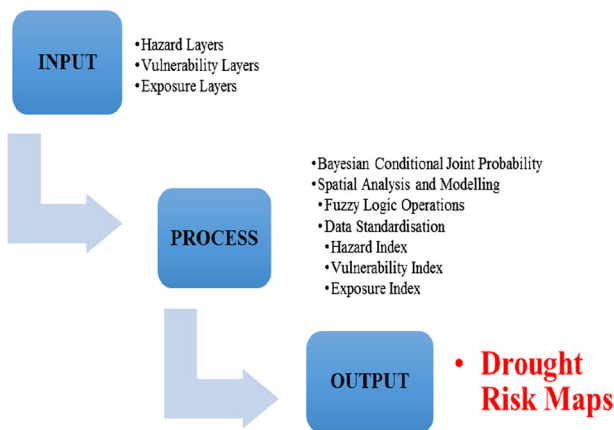 INPUT
•Hazard Layers
•Vulnerability Layers
•Exposure Layers
PROCESS
•Bayesian Conditional Joint Probability
•Spatial Analysis and Modelling
•Fuzzy Logic Operations
•Data Standardisation
•Hazard Index
•Vulnerability Index
•Exposure Index
OUTPUT
• Drought
Risk Maps